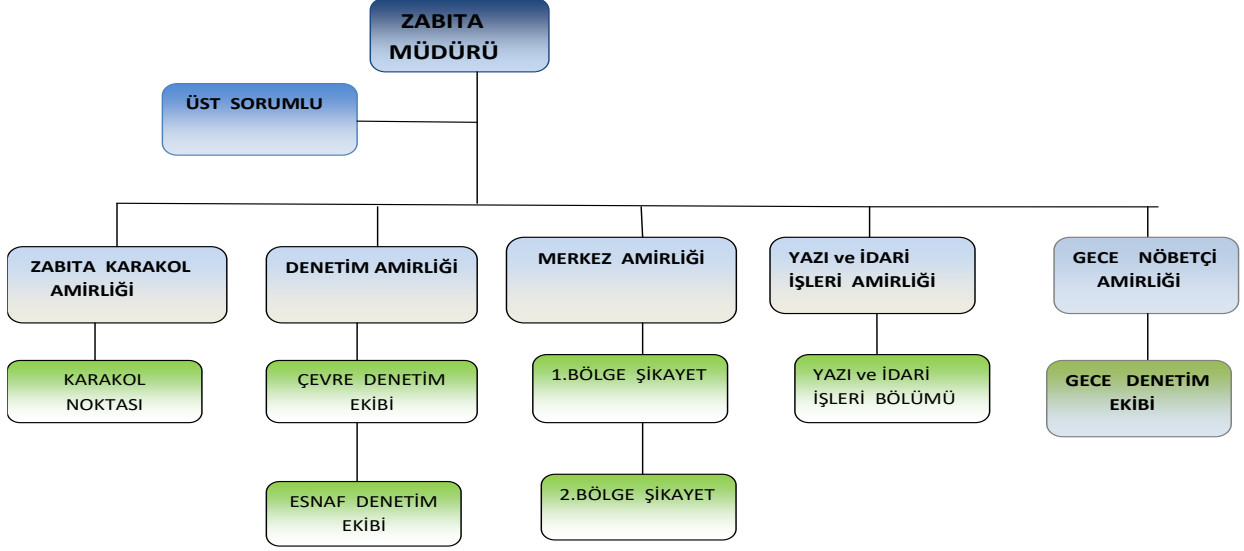 ZABITA
MÜDÜRÜ
ÜST SORUMLU
ZABITA KARAKOL
AMİRLİĞİ
DENETİM AMİRLİĞİ
MERKEZ AMİRLİĞİ
YAZI ve İDARİ
İŞLERİ AMİRLİĞİ
GECE NÖBETÇİ
AMİRLİĞİ
KARAKOL
NOKTASI
ÇEVRE DENETİM
EKİBİ
1.BÖLGE ŞİKAYET
YAZI ve İDARİ
İŞLERİ BÖLÜMÜ
GECE DENETİM
EKİBİ
ESNAF DENETİM
EKİBİ
2.BÖLGE ŞİKAYET